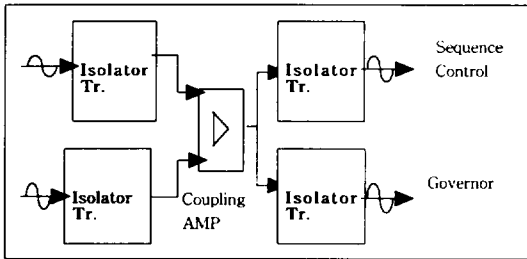 Isolator
Tr.
Isolator
Tr.
Sequence
Control
Isolator
Tr.
Coupling
AMP
Isolator
Tr.
Governor